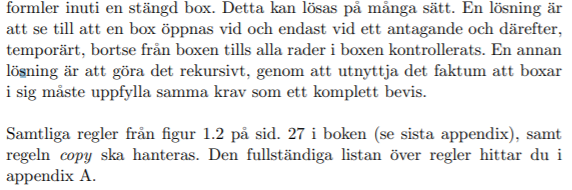 formler inuti en stängd box. Detta kan lösas på många sätt. En lösning är
att se till att en box öppnas vid och endast vid ett antagande och därefter,
temporärt, bortse från boxen tills alla rader i boxen kontrollerats. En annan
lösning är att göra det rekursivt, genom att utnyttja det faktum att boxar
i sig måste uppfylla samma krav som ett komplett bevis.
Samtliga regler från figur 1.2 på sid. 27 i boken (se sista appendix), samt
regeln copy ska hanteras. Den fullständiga listan över regler hittar du i
appendix A.